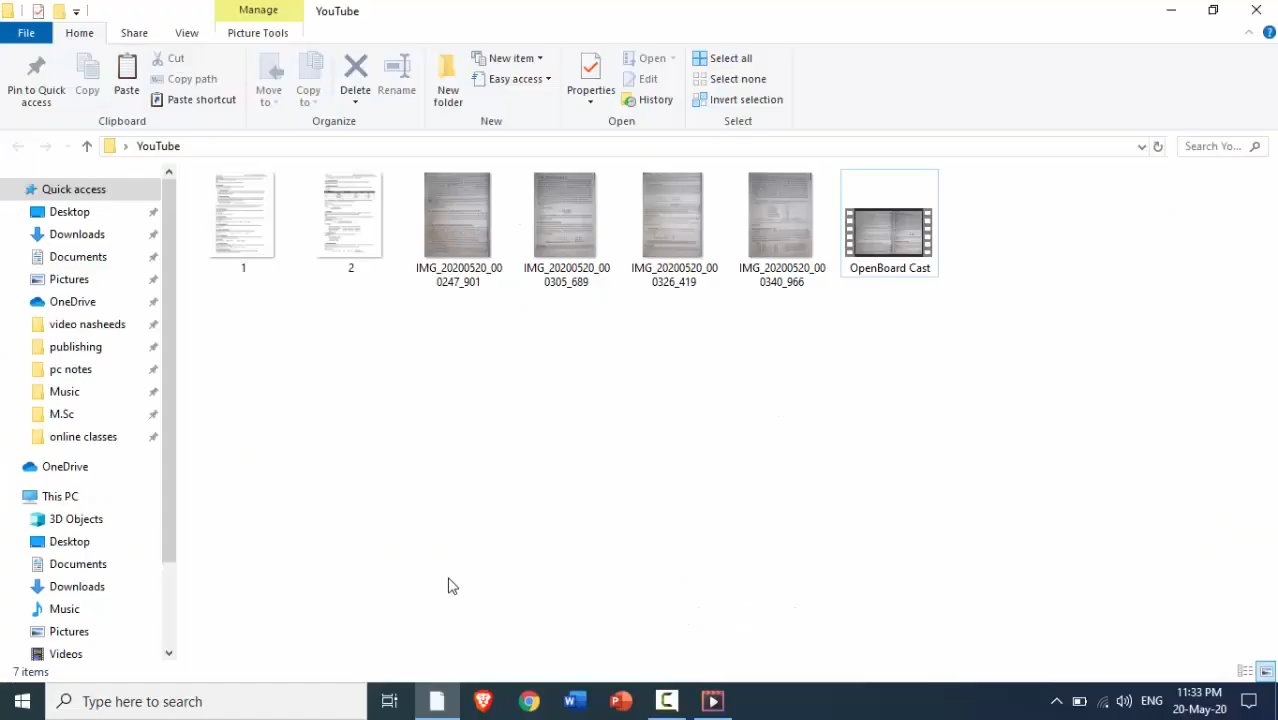 Manage
YouTube
File
Home
Share
View
Picture Tools
Pin to Quick access
Copy
Paste
Cut
Copy path
Paste shortcut
Clipboard
Move to
Copy to
Delete
Rename
Organize
New folder
New item
Easy access
New
Properties
Open
Edit
History
Open
Select all
Select none
Invert selection
Select
YouTube
Search Yo...
Quick access
Desktop
Downloads
Documents
Pictures
OneDrive
video nasheeds
publishing
pc notes
Music
M.Sc
online classes
OneDrive
This PC
3D Objects
Desktop
Documents
Downloads
Music
Pictures
Videos
1
2
IMG_20200520_00
0247_901
IMG_20200520_00
0305_689
IMG_20200520_00
0326_419
IMG_20200520_00
0340_966
OpenBoard Cast
7 items
Type here to search
ENG
11:33 PM
20-May-20